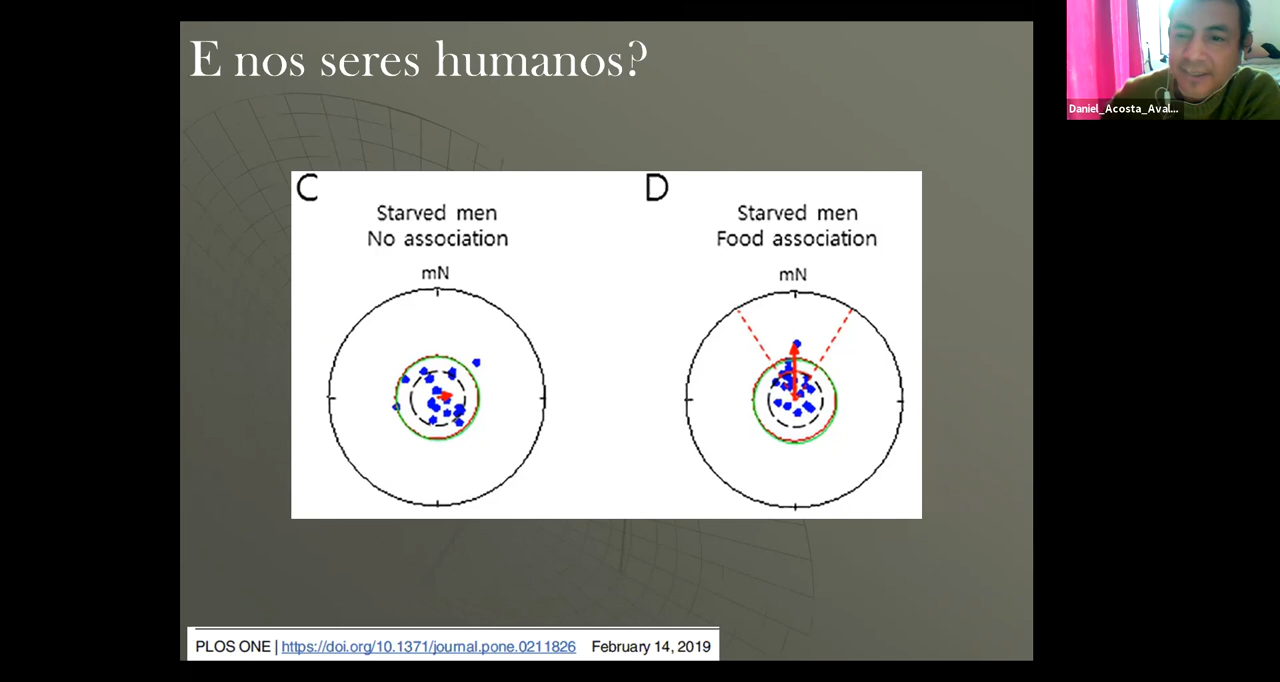 E nos seres humanos?
Daniel_Acosta_Aval...
C
D
Starved men
No association
mN
Starved men
Food association
mN
PLOS ONE | https://doi.org/10.1371/journal.pone.0211826 February 14, 2019